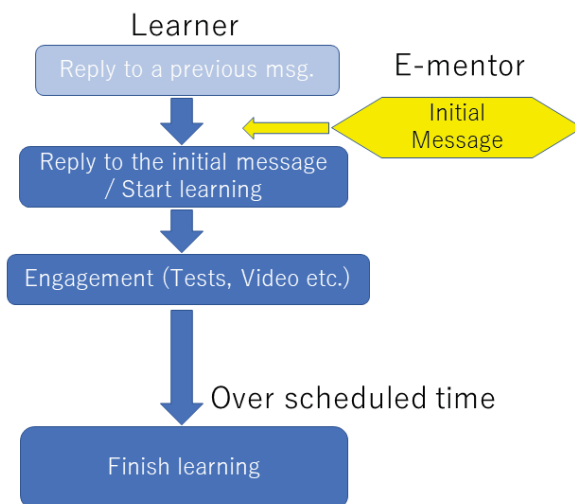 Learner
Reply to a previous msg.
E-mentor
Initial
Message
Reply to the initial message
/ Start learning
Engagement (Tests, Video etc.)
Over scheduled time
Finish learning